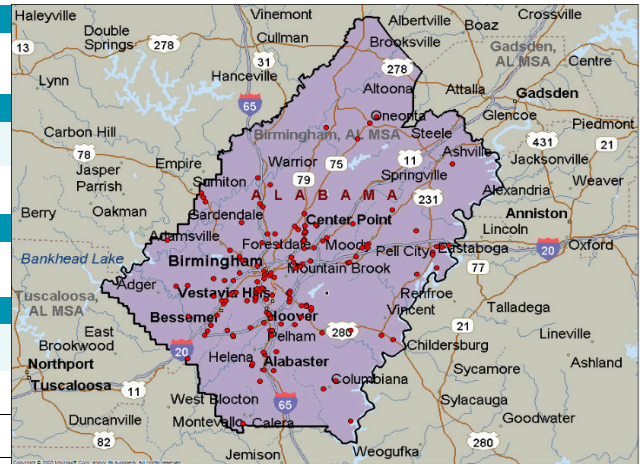 Haleyville
Vinemont
Albertville
Crossville
Double
Springs
278
Cullman
Boaz
13
Brooksville
Gadsden,
AL MSA
31
Hanceville
278
Centre
Lynn
Altoona
Attalla
Gadsden
65
Oneonta
Glencoe
Carbon Hill
Birmingham, AL MSA
Steele
Piedmont
78
Empire
Warrior
75
11
Ashville
431
21
Jasper
Jacksonville
Parrish
79
Springville
Weaver
Sumiton
ALABAMA
231
Alexandria
Berry
Oakman
Gardendale
Center Point
Anniston
Lincoln
Adamsville
Forestdale
Moody
Pell City
Eastaboga
20
Oxford
Bankhead Lake
Birmingham
Mountain Brook
77
Adger
Vestavia Hills
Renfroe
Tuscaloosa,
AL MSA
Bessemer
Hoover
Vincent
Talladega
East
Brookwood
280
21
Lineville
Pelham
Childersburg
20
Helena
Alabaster
Ashland
Northport
Sycamore
Tuscaloosa
11
Columbiana
West Blocton
65
Sylacauga
Duncanville
Montevallo
Calera
Goodwater
82
Jemison
Weogufka
280